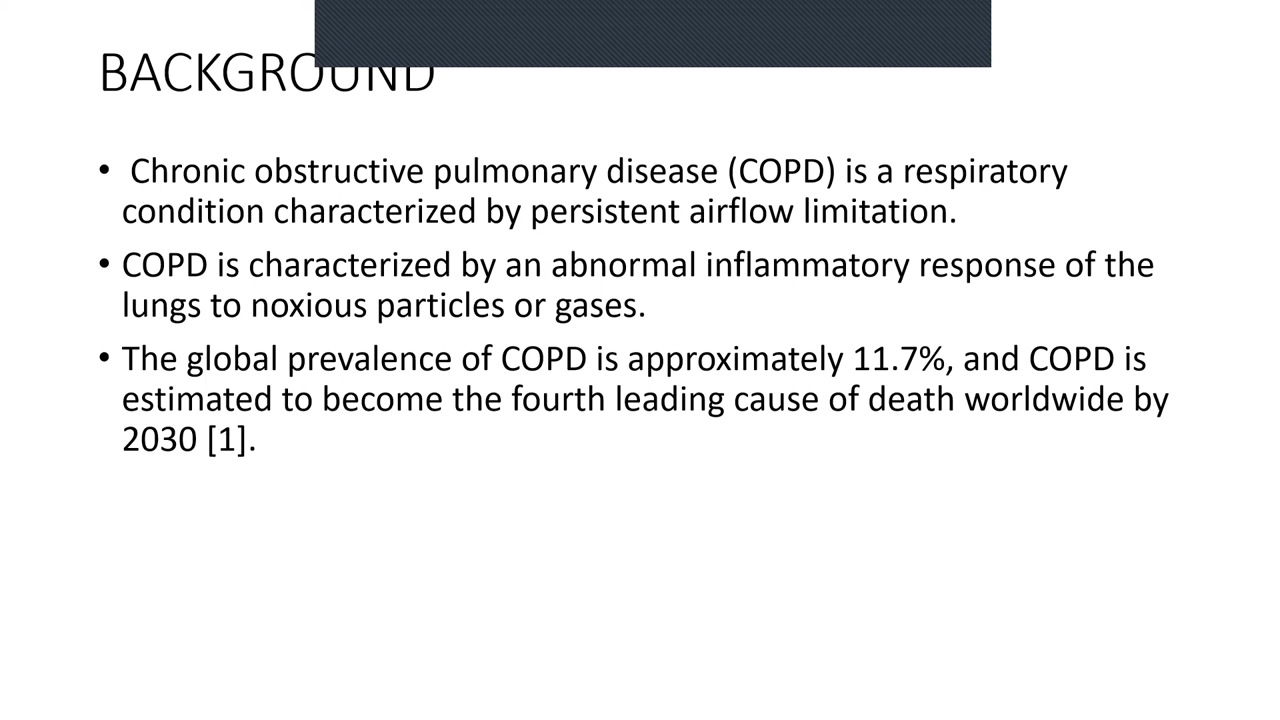 BACKGROUND
• Chronic obstructive pulmonary disease (COPD) is a respiratory
condition characterized by persistent airflow limitation.
• COPD is characterized by an abnormal inflammatory response of the
lungs to noxious particles or gases.
• The global prevalence of COPD is approximately 11.7%, and COPD is
estimated to become the fourth leading cause of death worldwide by
2030 [1].